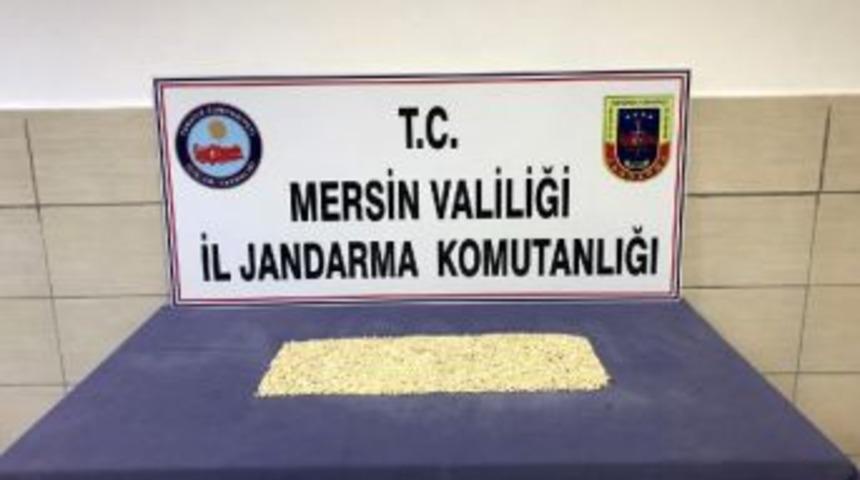 T.C.
MERSİN VALİLİĞİ
İL JANDARMA KOMUTANLIĞI